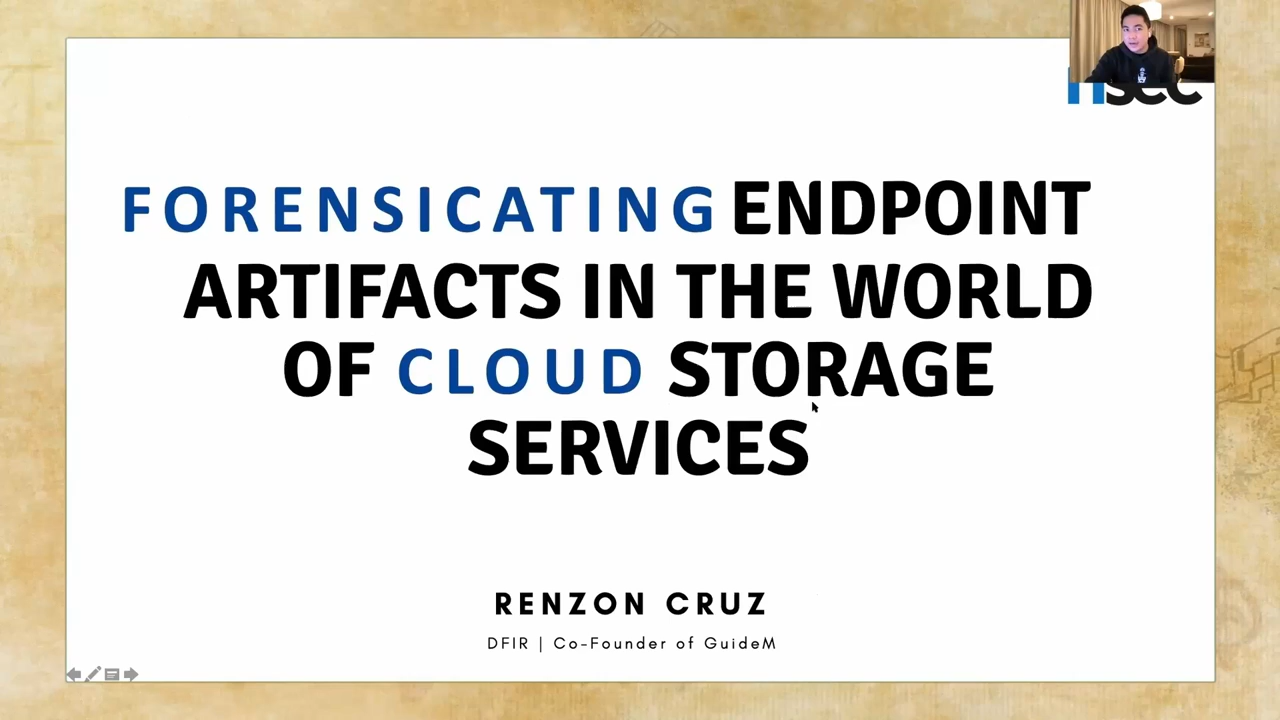 FORENSICATING ENDPOINT
ARTIFACTS IN THE WORLD
OF CLOUD STORAGE
SERVICES
RENZON CRUZ
DFIR | Co-Founder of GuideM